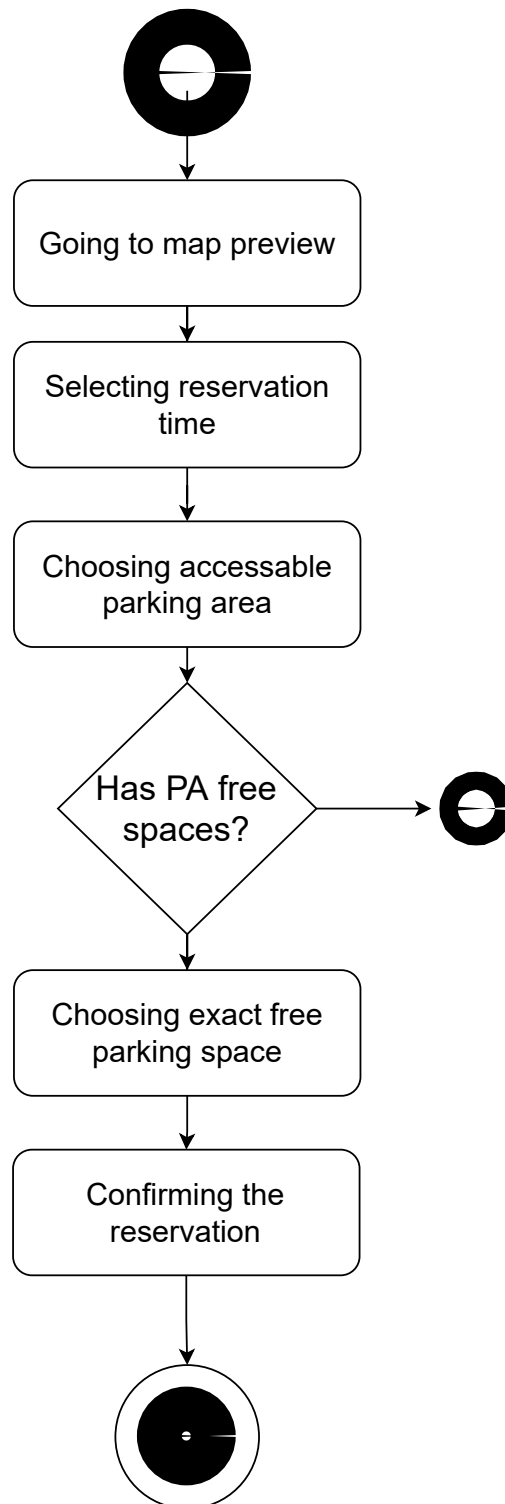 Going to map preview
Selecting reservation
time
Choosing accessable
parking area
Has PA free
spaces?
Choosing exact free
parking space
Confirming the
reservation